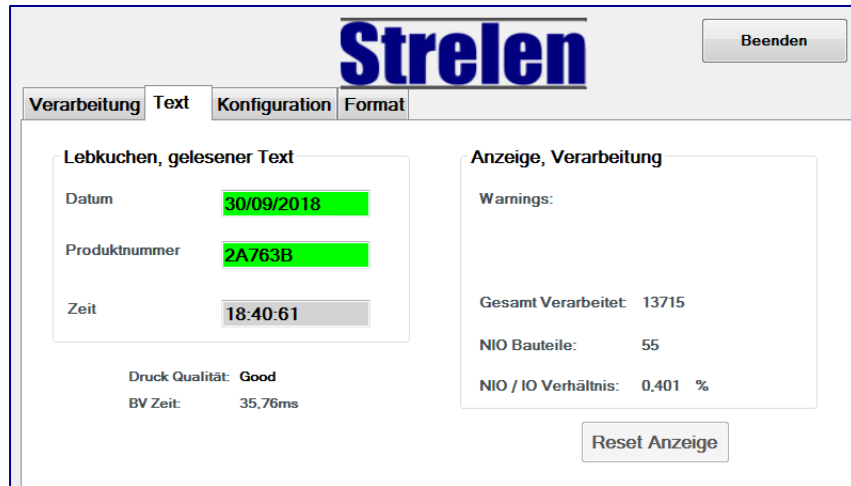 Strelen
Beenden
Verarbeitung Text Konfiguration Format
Lebkuchen, gelesener Text
Datum 30/09/2018
Produktnummer 2A763B
Zeit 18:40:61
Druck Qualität: Good
BV Zeit: 35,76ms
Anzeige, Verarbeitung
Warnings:
Gesamt Verarbeitet: 13715
NIO Bauteile: 55
NIO / IO Verhältnis: 0,401 %
Reset Anzeige